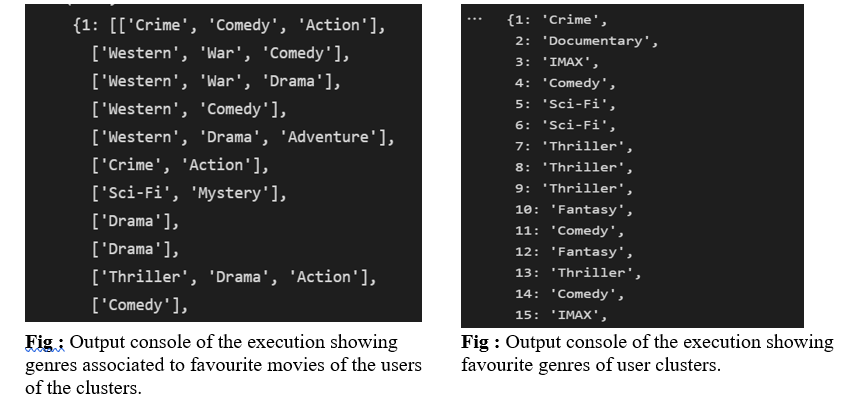 {1: [['Crime', 'Comedy', 'Action'],
['Western', 'War', 'Comedy'],
['Western', 'War', 'Drama'],
['Western', 'Comedy'],
['Western', 'Drama', 'Adventure'],
['Crime', 'Action'],
['Sci-Fi', 'Mystery'],
['Drama'],
['Drama'],
['Thriller', 'Drama', 'Action'],
['Comedy'],
Fig : Output console of the execution showing
genres associated to favourite movies of the users
of the clusters.
... {1: 'Crime',
2: 'Documentary',
3: 'IMAX',
4: 'Comedy',
5: 'Sci-Fi',
6: 'Sci-Fi',
7: 'Thriller',
8: 'Thriller',
9: 'Thriller',
10: 'Fantasy',
11: 'Comedy',
12: 'Fantasy',
13: 'Thriller',
14: 'Comedy',
15: 'IMAX',
Fig : Output console of the execution showing
favourite genres of user clusters.